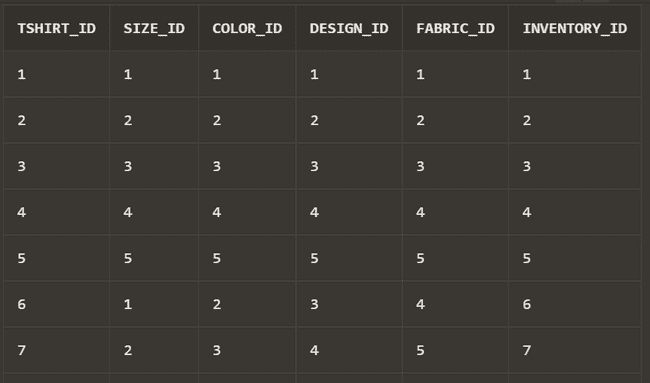 TSHIRT_ID SIZE_ID COLOR_ID DESIGN_ID FABRIC_ID INVENTORY_ID
1 1 1 1 1 1
2 2 2 2 2 2
3 3 3 3 3 3
4 4 4 4 4 4
5 5 5 5 5 5
6 1 2 3 4 6
7 2 3 4 5 7